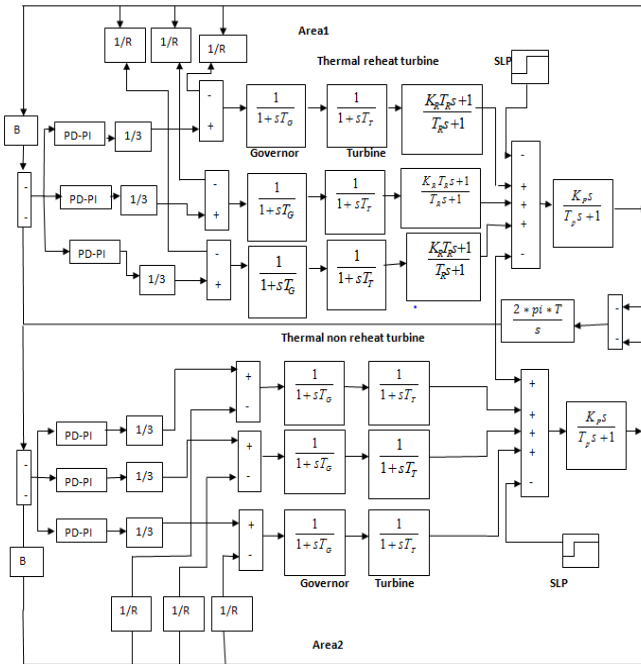 Area1
1/R
1/R
1/R
Thermal reheat turbine
SLP
B
PD-PI
1/3
-
+
1
1+sT_G
1
1+sT_T
K_R T_R s+1
T_R s+1
Governor
Turbine
-
-
PD-PI
1/3
-
+
1
1+sT_G
1
1+sT_T
K_R T_R s+1
T_R s+1
PD-PI
1/3
-
+
1
1+sT_G
1
1+sT_T
K_R T_R s+1
T_R s+1
-
+
+
+
-
K_P s
T_P s+1
2*pi*T
s
-
-
Thermal non reheat turbine
PD-PI
1/3
+
-
1
1+sT_G
1
1+sT_T
-
-
PD-PI
1/3
+
-
1
1+sT_G
1
1+sT_T
PD-PI
1/3
+
-
1
1+sT_G
1
1+sT_T
+
+
+
+
-
K_P s
T_P s+1
B
Governor
Turbine
SLP
1/R
1/R
1/R
Area2